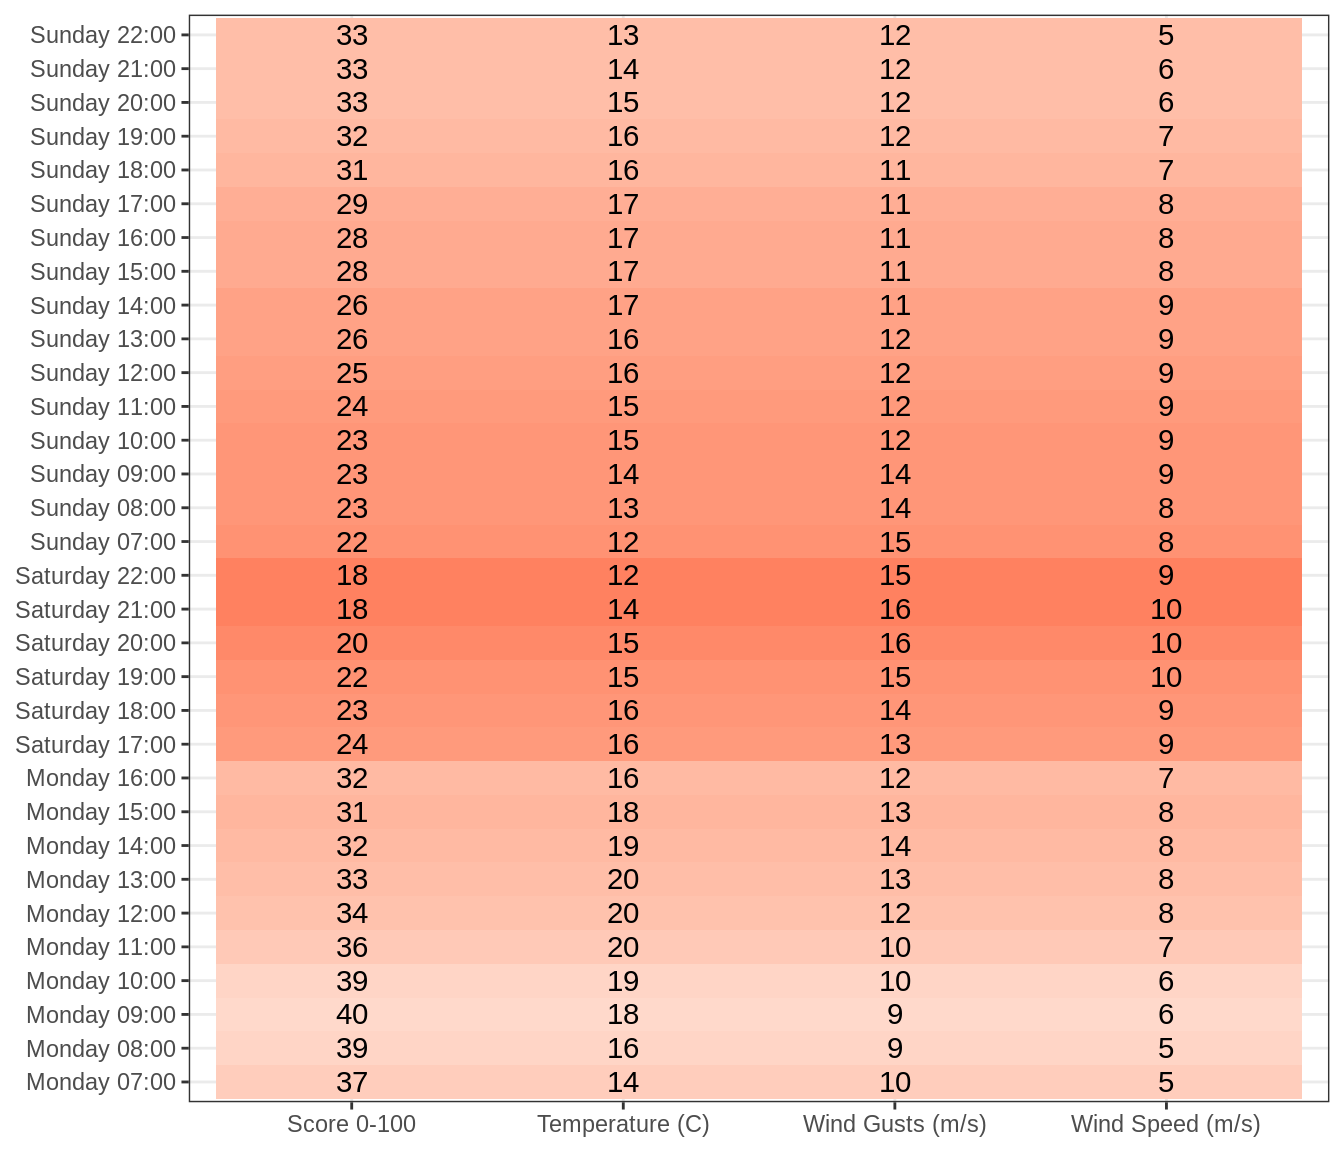 Sunday 22:00 33 13 12 5
Sunday 21:00 33 14 12 6
Sunday 20:00 33 15 12 6
Sunday 19:00 32 16 12 7
Sunday 18:00 31 16 11 7
Sunday 17:00 29 17 11 8
Sunday 16:00 28 17 11 8
Sunday 15:00 28 17 11 8
Sunday 14:00 26 17 11 9
Sunday 13:00 26 16 12 9
Sunday 12:00 25 16 12 9
Sunday 11:00 24 15 12 9
Sunday 10:00 23 15 12 9
Sunday 09:00 23 14 14 9
Sunday 08:00 23 13 14 8
Sunday 07:00 22 12 15 8
Saturday 22:00 18 12 15 9
Saturday 21:00 18 14 16 10
Saturday 20:00 20 15 16 10
Saturday 19:00 22 15 15 10
Saturday 18:00 23 16 14 9
Saturday 17:00 24 16 13 9
Monday 16:00 32 16 12 7
Monday 15:00 31 18 13 8
Monday 14:00 32 19 14 8
Monday 13:00 33 20 13 8
Monday 12:00 34 20 12 8
Monday 11:00 36 20 10 7
Monday 10:00 39 19 10 6
Monday 09:00 40 18 9 6
Monday 08:00 39 16 9 5
Monday 07:00 37 14 10 5
Score 0-100 Temperature (C) Wind Gusts (m/s) Wind Speed (m/s)